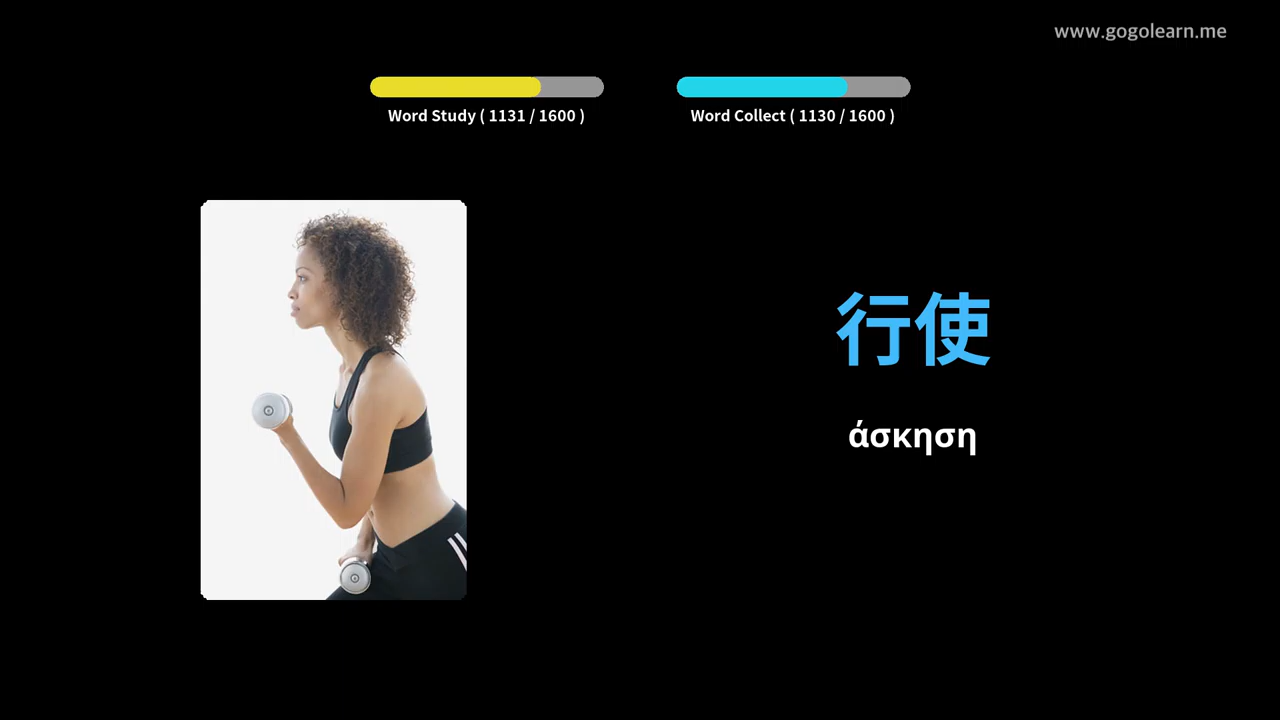 www.gogolearn.me
Word Study ( 1131 / 1600 )
Word Collect ( 1130 / 1600 )
行使
άσκηση